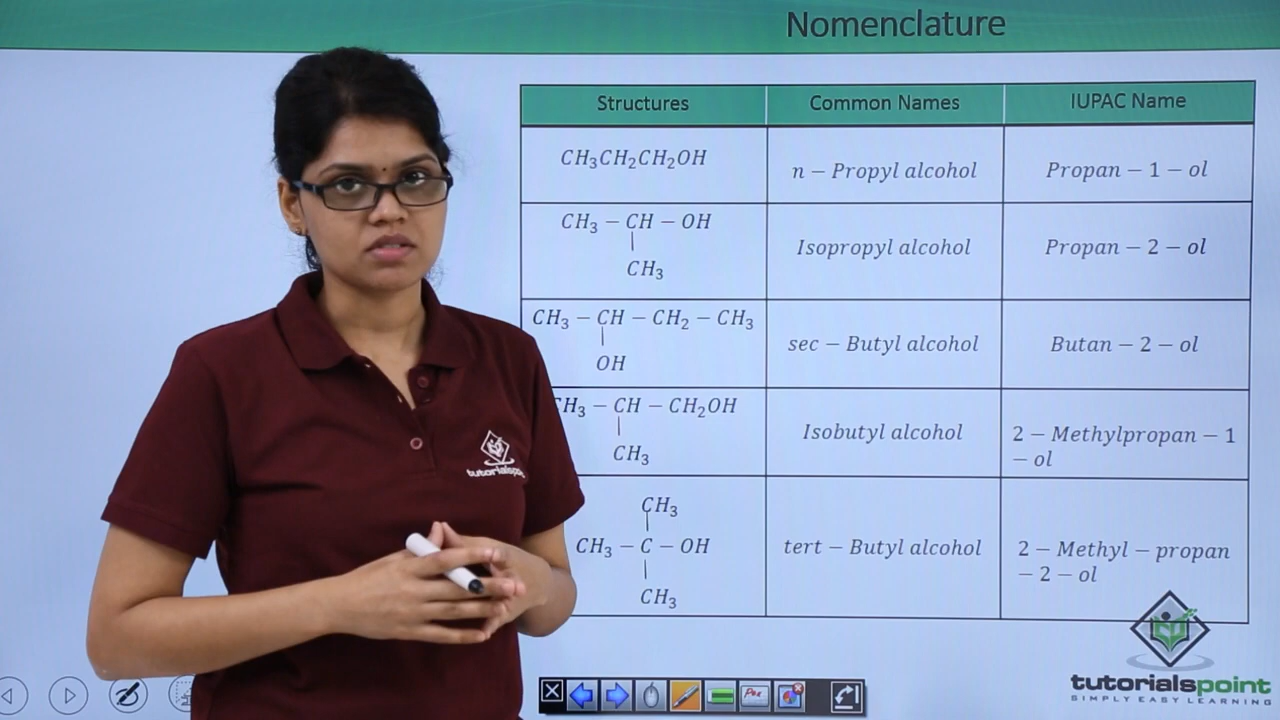 Nomenclature
Structures Common Names IUPAC Name
CH₃CH₂CH₂OH n – Propyl alcohol Propan – 1 – ol
CH₃ – CH – OH
|
CH₃
Isopropyl alcohol Propan – 2 – ol
CH₃ – CH – CH₂ – CH₃
|
OH
sec – Butyl alcohol Butan – 2 – ol
H₃ – CH – CH₂OH
|
CH₃
Isobutyl alcohol 2 – Methylpropan – 1
– ol
CH₃
|
CH₃ – C – OH
|
CH₃
tert – Butyl alcohol 2 – Methyl – propan
– 2 – ol
tutorialspoint
tutorialspoint
SIMPLY EASY LEARNING
Pen